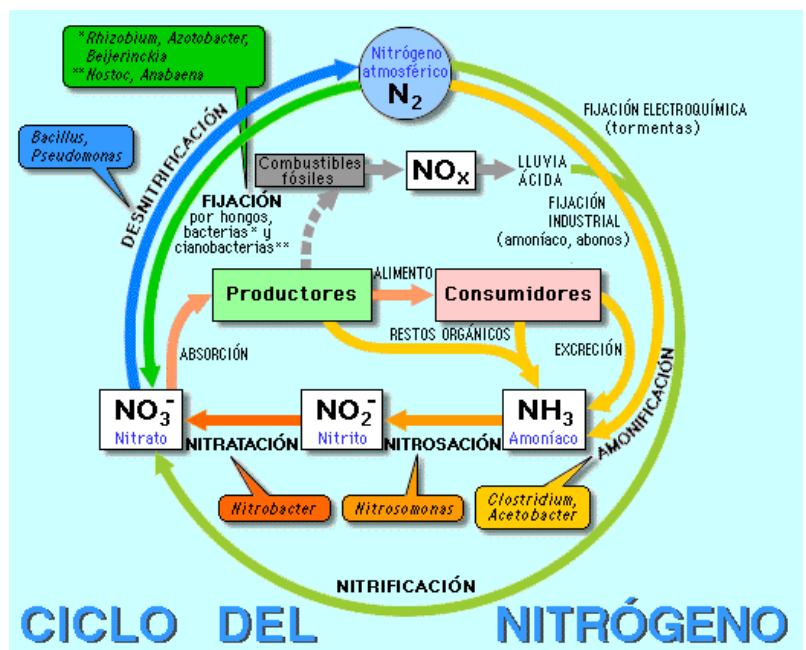 *Rhizobium, Azotobacter,
Beijerinckia
**Nostoc, Anabaena
Nitrógeno
atmosférico
N2
FIJACIÓN ELECTROQUÍMICA
(tormentas)
Bacillus,
Pseudomonas
DESNITRIFICACIÓN
Combustibles
fósiles
NOx
LLUVIA
ÁCIDA
FIJACIÓN
por hongos,
bacterias* y
cianobacterias**
FIJACIÓN
INDUSTRIAL
(amoníaco, abonos)
Productores
ALIMENTO
Consumidores
ABSORCIÓN
RESTOS ORGÁNICOS
EXCRECIÓN
AMONIFICACIÓN
NO3-
Nitrato
NITRATACIÓN
NO2-
Nitrito
NITROSACIÓN
NH3
Amoníaco
Nitrobacter
Nitrosomonas
Clostridium,
Acetobacter
NITRIFICACIÓN
CICLO DEL NITRÓGENO